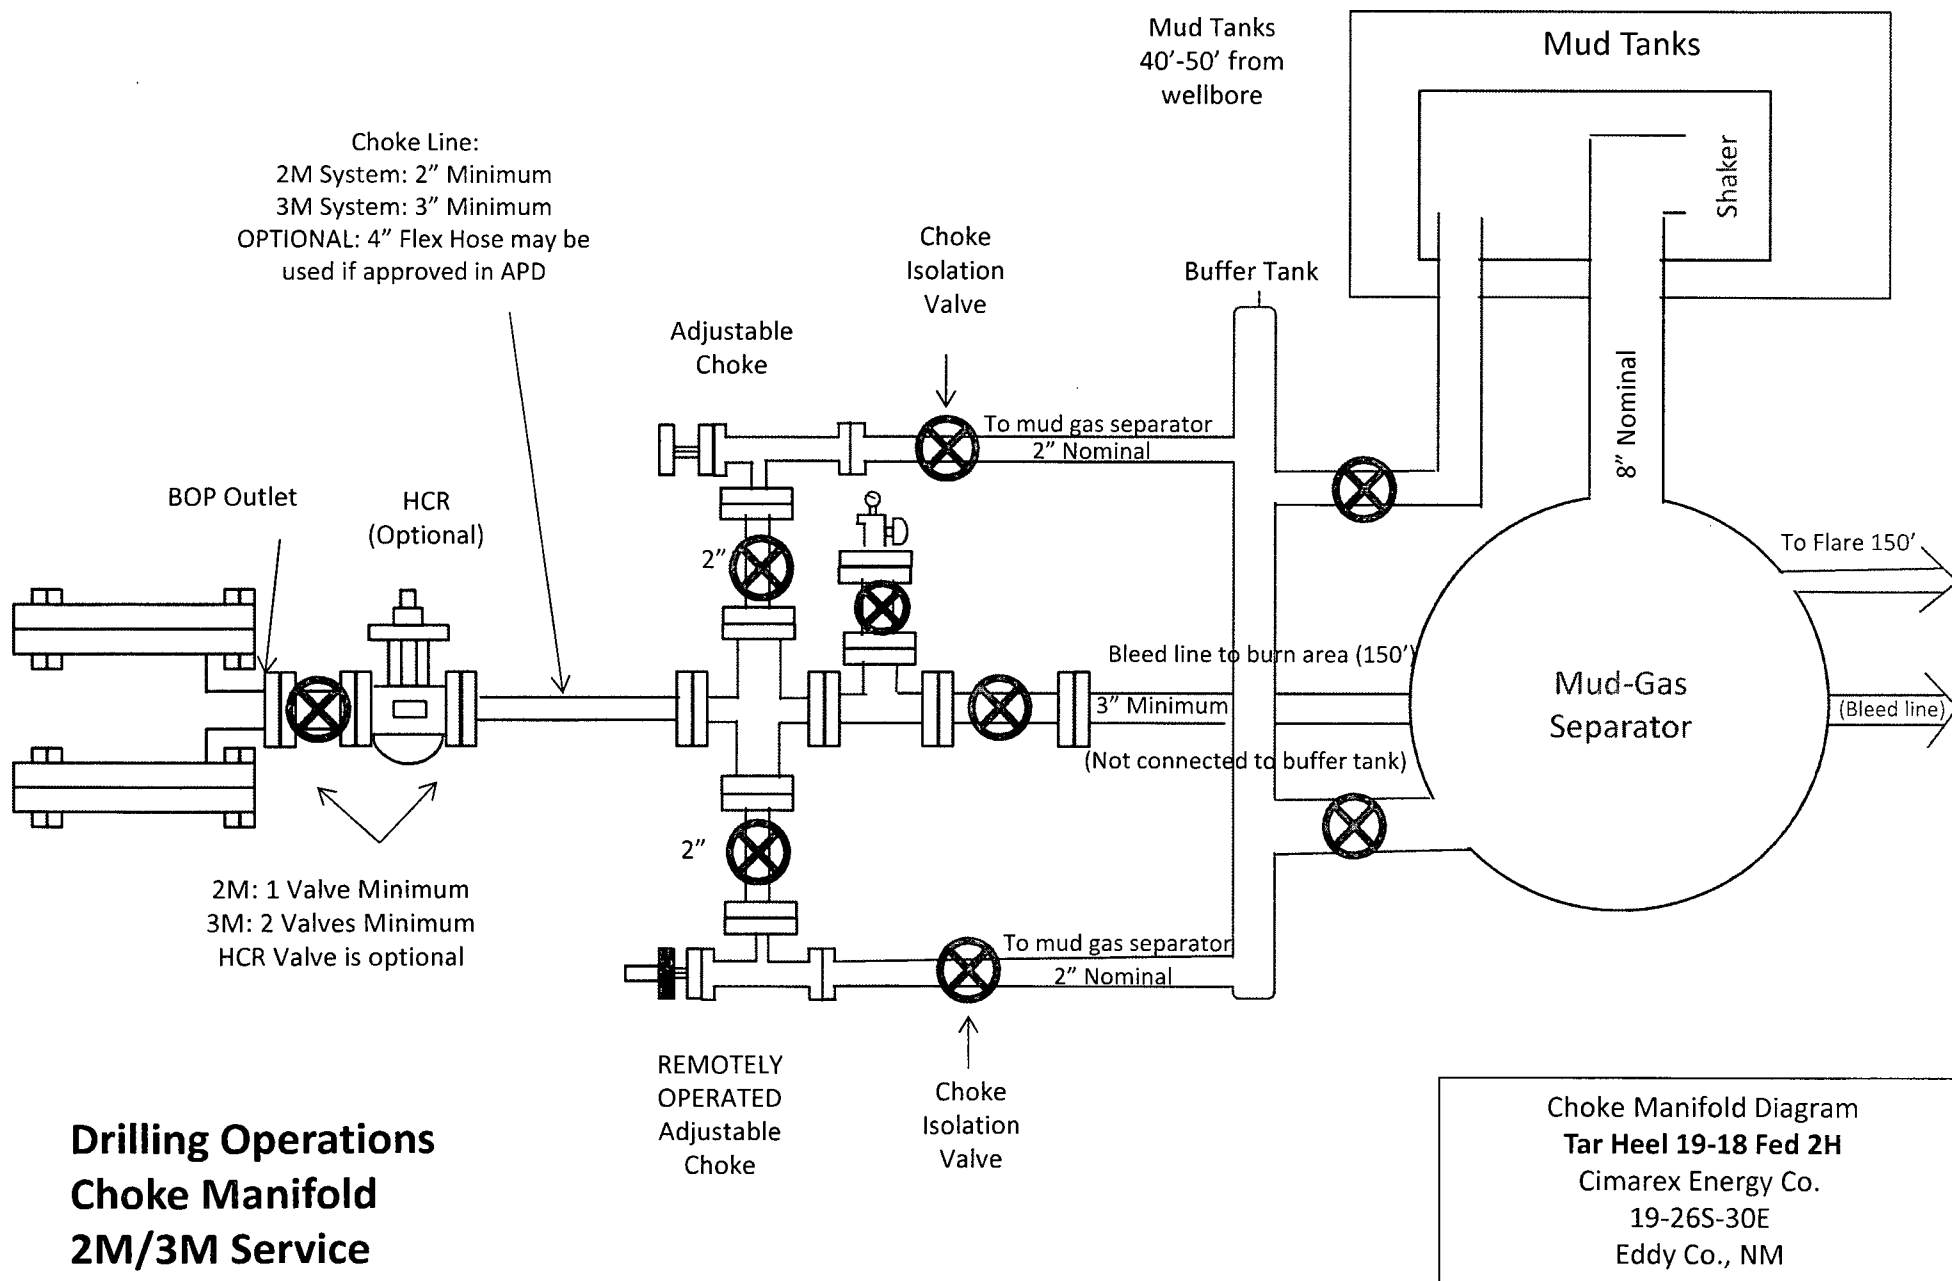 Mud Tanks
40’-50’ from
wellbore
Mud Tanks
Shaker
Choke Line:
2M System: 2” Minimum
3M System: 3” Minimum
OPTIONAL: 4” Flex Hose may be
used if approved in APD
Choke
Isolation
Valve
Buffer Tank
Adjustable
Choke
8” Nominal
To mud gas separator
2” Nominal
BOP Outlet
HCR
(Optional)
2”
To Flare 150’
Bleed line to burn area (150’)
3” Minimum
(Not connected to buffer tank)
Mud-Gas
Separator
(Bleed line)
2”
2M: 1 Valve Minimum
3M: 2 Valves Minimum
HCR Valve is optional
To mud gas separator
2” Nominal
REMOTELY
OPERATED
Adjustable
Choke
Choke
Isolation
Valve
Drilling Operations
Choke Manifold
2M/3M Service
Choke Manifold Diagram
Tar Heel 19-18 Fed 2H
Cimarex Energy Co.
19-26S-30E
Eddy Co., NM